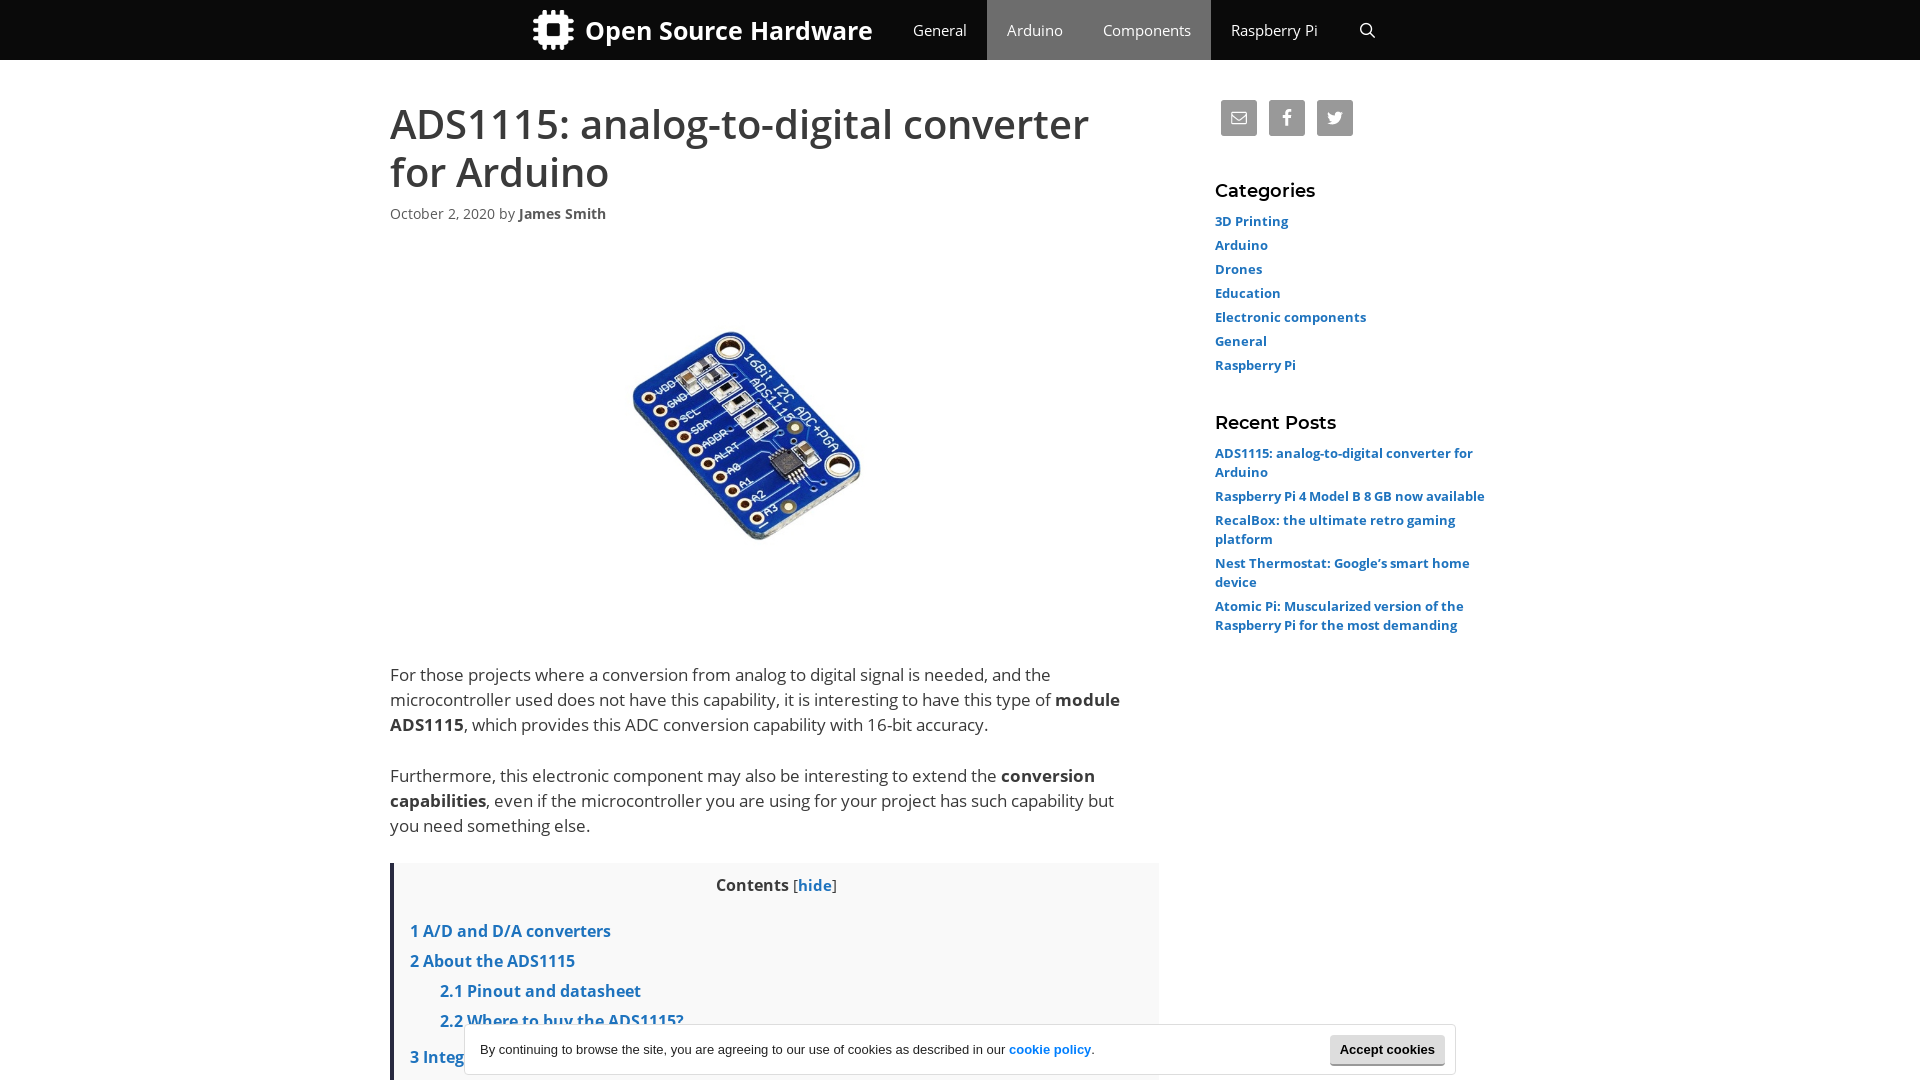 Open Source Hardware
General
Arduino
Components
Raspberry Pi
ADS1115: analog-to-digital converter
for Arduino
October 2, 2020 by James Smith
16Bit I2C ADC+PGA
ADS1115
VDD
GND
SCL
SDA
ADDR
ALRT
A0
A1
A2
A3
For those projects where a conversion from analog to digital signal is needed, and the
microcontroller used does not have this capability, it is interesting to have this type of module
ADS1115, which provides this ADC conversion capability with 16-bit accuracy.
Furthermore, this electronic component may also be interesting to extend the conversion
capabilities, even if the microcontroller you are using for your project has such capability but
you need something else.
Contents [hide]
1 A/D and D/A converters
2 About the ADS1115
2.1 Pinout and datasheet
2.2 Where to buy the ADS1115?
3 Integ
Categories
3D Printing
Arduino
Drones
Education
Electronic components
General
Raspberry Pi
Recent Posts
ADS1115: analog-to-digital converter for
Arduino
Raspberry Pi 4 Model B 8 GB now available
RecalBox: the ultimate retro gaming
platform
Nest Thermostat: Google’s smart home
device
Atomic Pi: Muscularized version of the
Raspberry Pi for the most demanding
By continuing to browse the site, you are agreeing to our use of cookies as described in our cookie policy.
Accept cookies